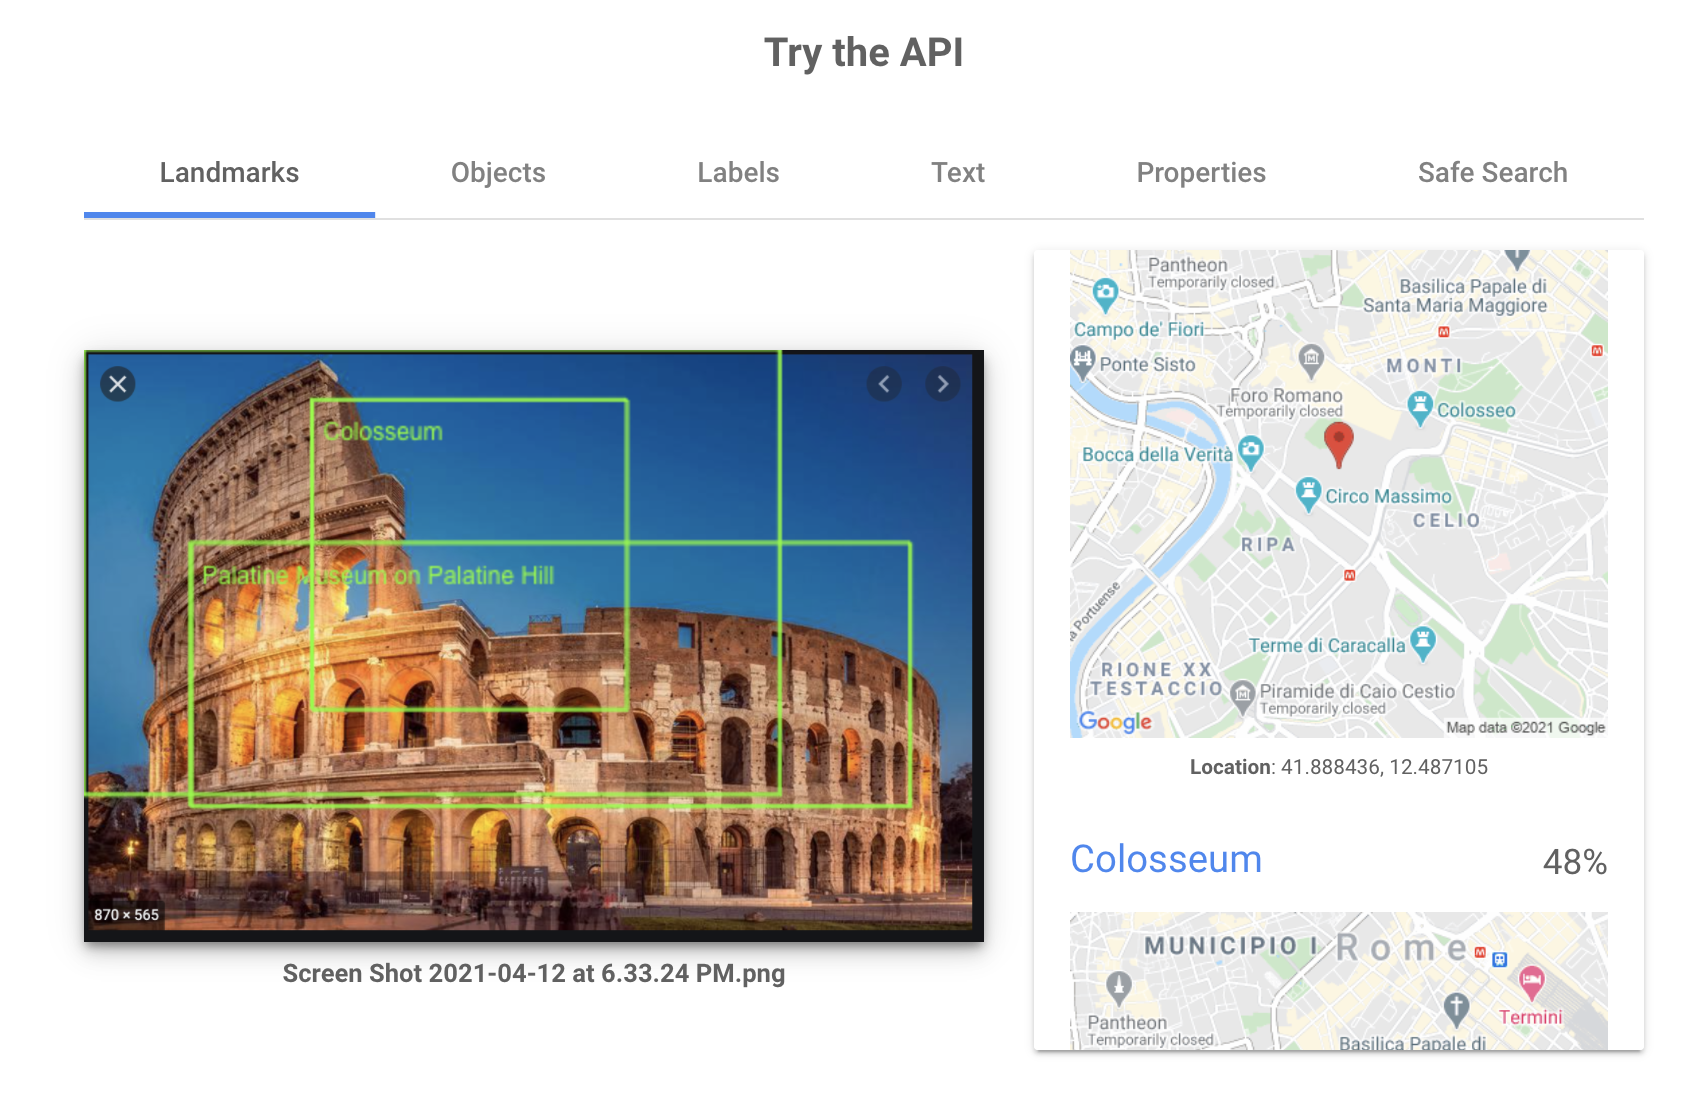 Try the API
Landmarks
Objects
Labels
Text
Properties
Safe Search
Colosseum
Palatine Museum on Palatine Hill
870 × 565
Screen Shot 2021-04-12 at 6.33.24 PM.png
Pantheon
Temporarily closed
Basilica Papale di
Santa Maria Maggiore
Campo de' Fiori
Ponte Sisto
MONTI
Foro Romano
Temporarily closed
Colosseo
Bocca della Verità
Circo Massimo
CELIO
RIPA
a Portuense
Terme di Caracalla
RIONE XX
TESTACCIO
Piramide di Caio Cestio
Temporarily closed
Google
Map data ©2021 Google
Location: 41.888436, 12.487105
Colosseum
48%
MUNICIPIO I
Rome
Termini
Pantheon
Temporarily closed
Basilica Papale di